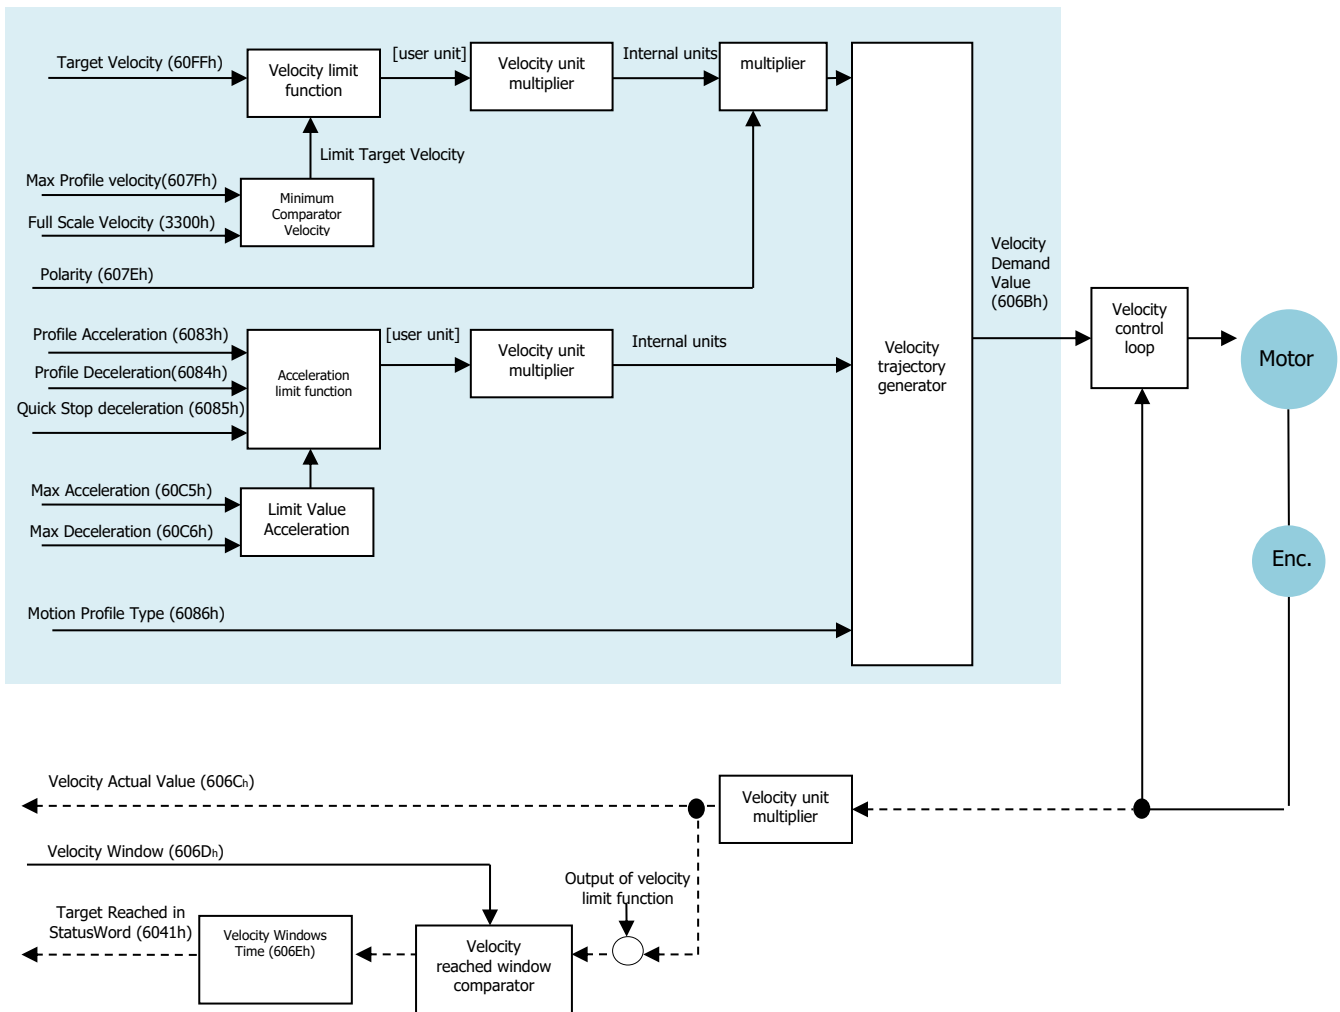 Target Velocity (60FFh)
Velocity limit
function
[user unit]
Velocity unit
multiplier
Internal units
multiplier
Limit Target Velocity
Max Profile velocity(607Fh)
Full Scale Velocity (3300h)
Minimum
Comparator
Velocity
Polarity (607Eh)
Profile Acceleration (6083h)
Profile Deceleration(6084h)
Quick Stop deceleration (6085h)
Acceleration
limit function
[user unit]
Velocity unit
multiplier
Internal units
Max Acceleration (60C5h)
Max Deceleration (60C6h)
Limit Value
Acceleration
Motion Profile Type (6086h)
Velocity
trajectory
generator
Velocity
Demand
Value
(606Bh)
Velocity
control
loop
Motor
Enc.
Velocity Actual Value (606Ch)
Velocity unit
multiplier
Velocity Window (606Dh)
Output of velocity
limit function
Target Reached in
StatusWord (6041h)
Velocity Windows
Time (606Eh)
Velocity
reached window
comparator